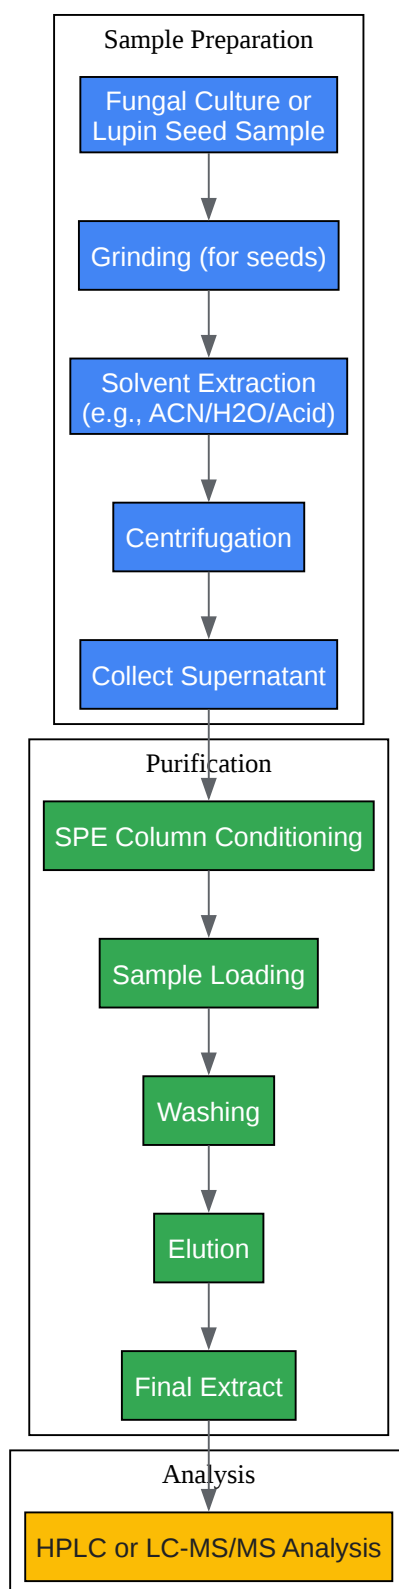 Sample Preparation
Fungal Culture or
Lupin Seed Sample
Grinding (for seeds)
Solvent Extraction
(e.g., ACN/H2O/Acid)
Centrifugation
Collect Supernatant
Purification
SPE Column Conditioning
Sample Loading
Washing
Elution
Final Extract
Analysis
HPLC or LC-MS/MS Analysis